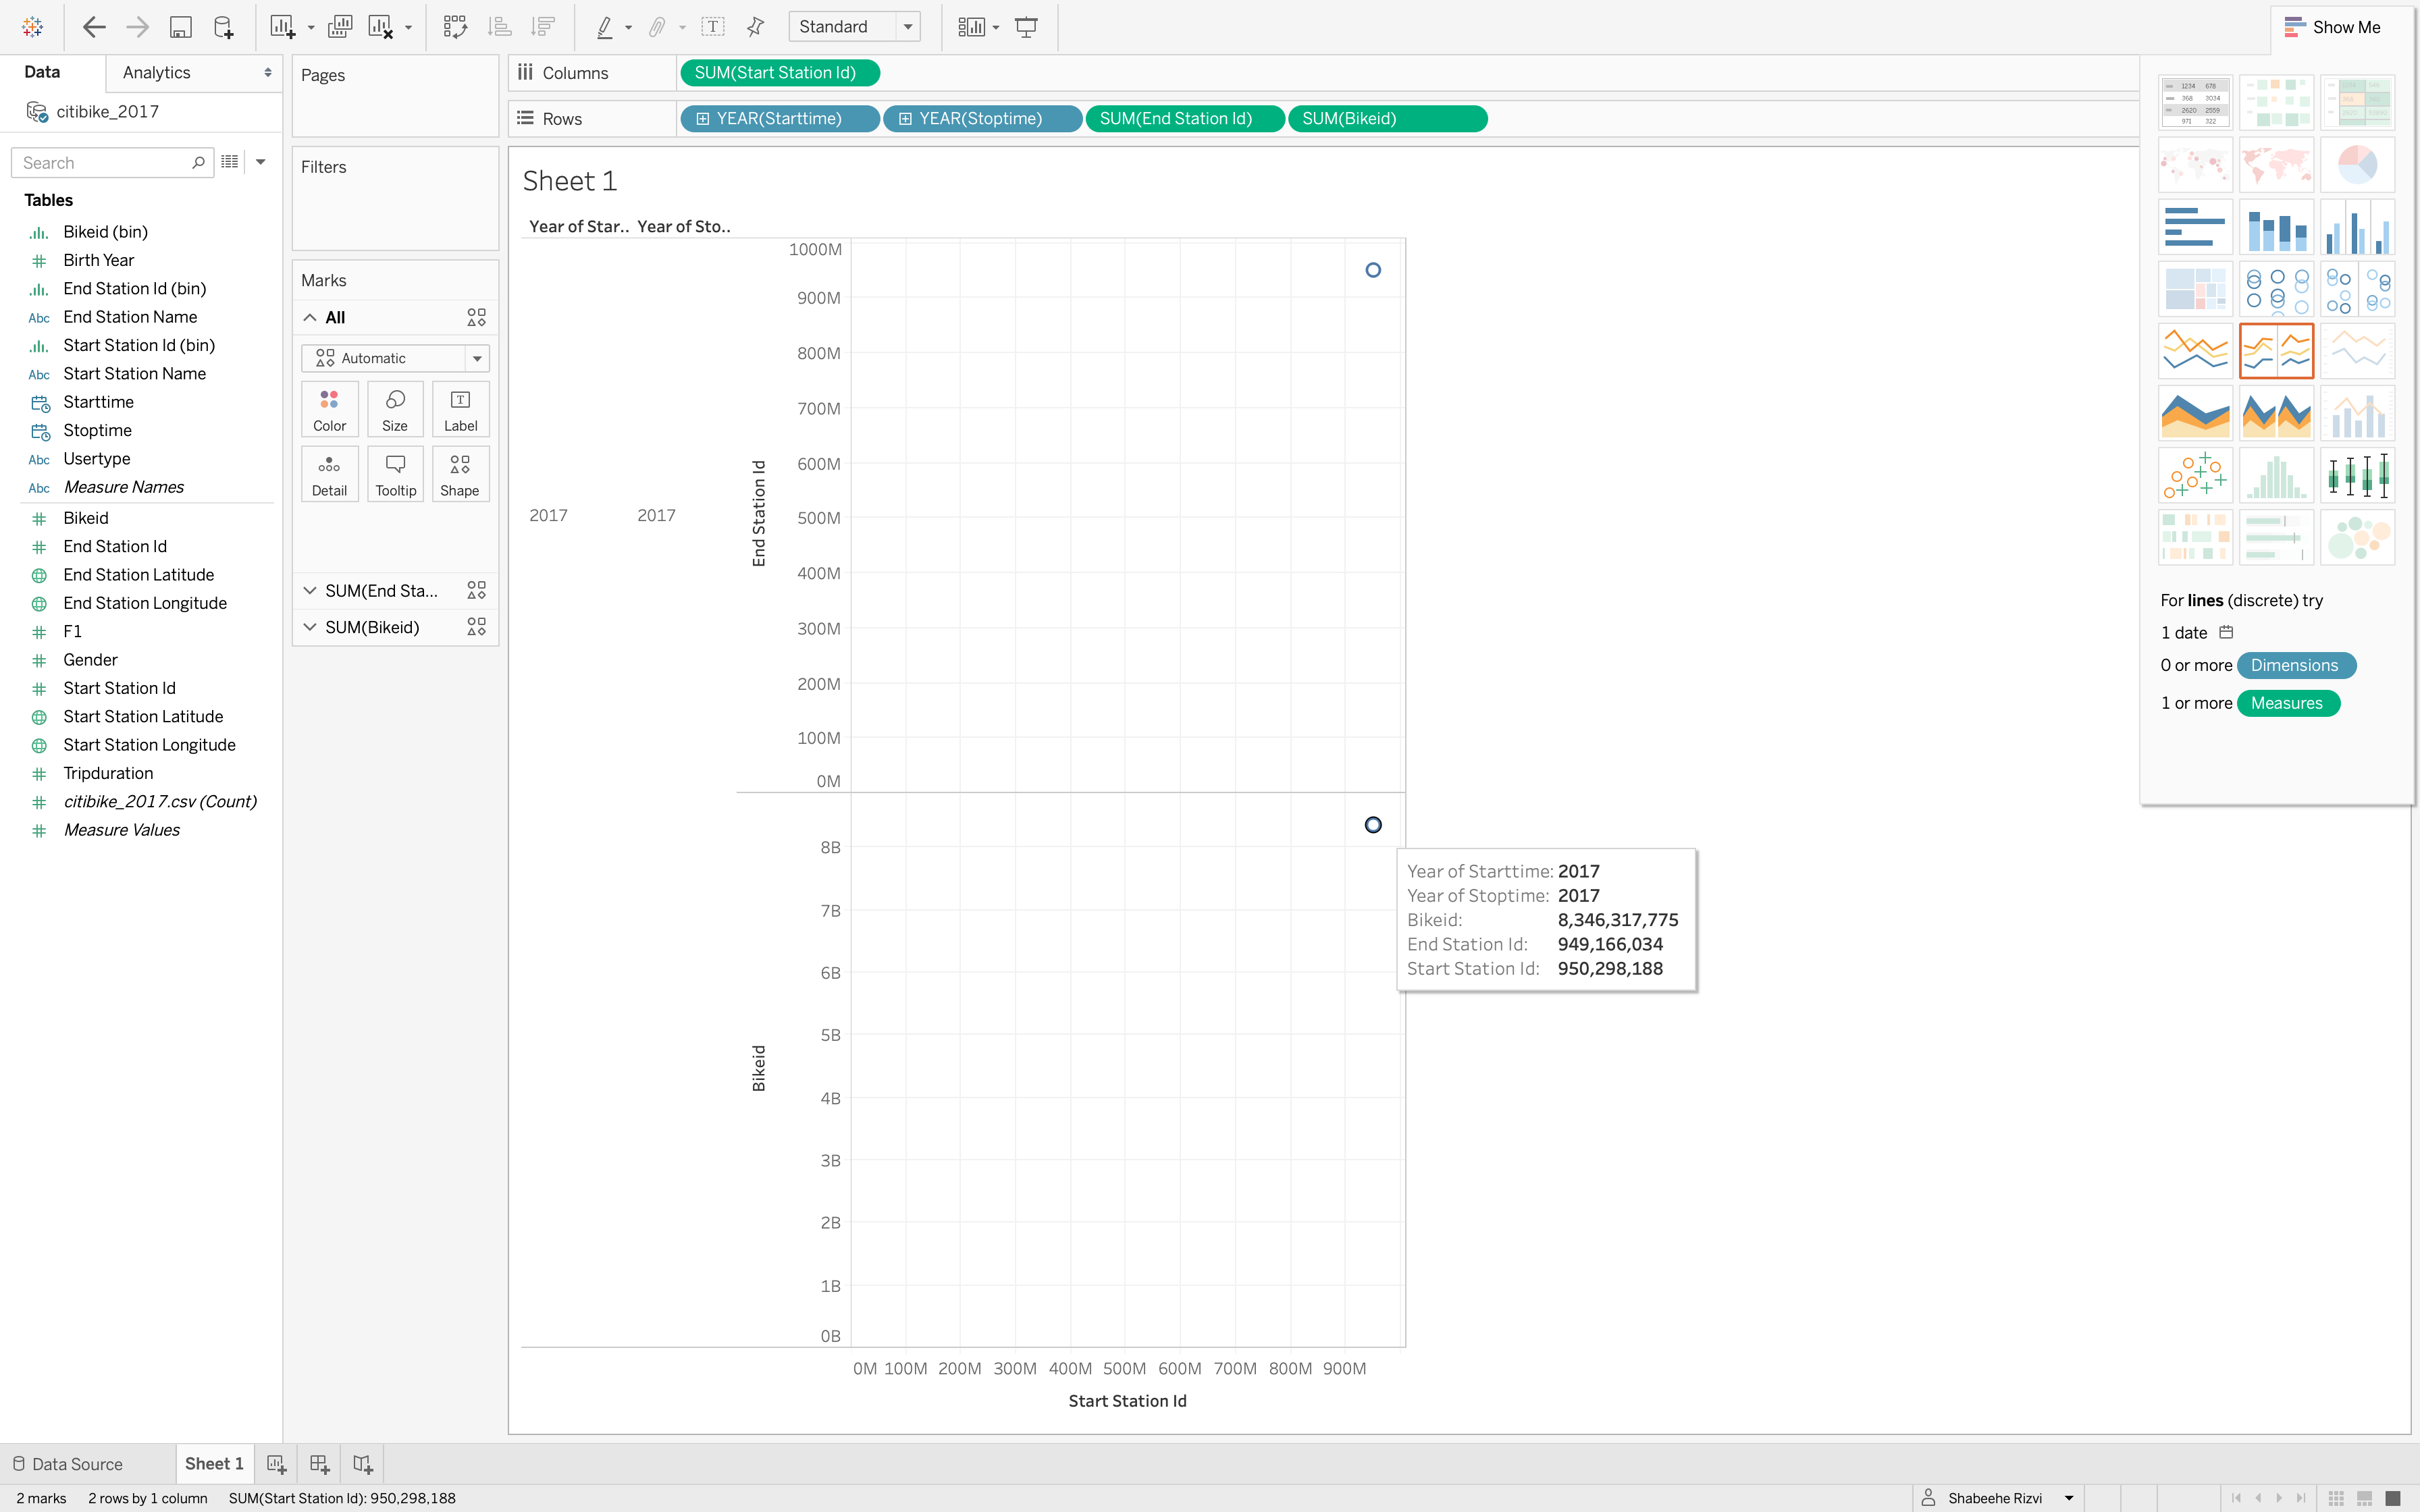 Standard
Show Me
Data
Analytics
Pages
Columns
SUM(Start Station Id)
citibike_2017
Rows
YEAR(Starttime)
YEAR(Stoptime)
SUM(End Station Id)
SUM(Bikeid)
Search
Filters
Sheet 1
Tables
Bikeid (bin)
Birth Year
End Station Id (bin)
Abc End Station Name
Start Station Id (bin)
Abc Start Station Name
Starttime
Stoptime
Abc Usertype
Abc Measure Names
Bikeid
End Station Id
End Station Latitude
End Station Longitude
F1
Gender
Start Station Id
Start Station Latitude
Start Station Longitude
Tripduration
citibike_2017.csv (Count)
Measure Values
Marks
All
Automatic
Color
Size
Label
Detail
Tooltip
Shape
SUM(End Sta...
SUM(Bikeid)
Year of Star.. Year of Sto..
2017
2017
End Station Id
1000M
900M
800M
700M
600M
500M
400M
300M
200M
100M
0M
Bikeid
8B
7B
6B
5B
4B
3B
2B
1B
0B
0M 100M 200M 300M 400M 500M 600M 700M 800M 900M
Start Station Id
Year of Starttime: 2017
Year of Stoptime: 2017
Bikeid: 8,346,317,775
End Station Id: 949,166,034
Start Station Id: 950,298,188
1234 678
368 2034
2620 2559
971 322
For lines (discrete) try
1 date
0 or more Dimensions
1 or more Measures
Data Source
Sheet 1
2 marks
2 rows by 1 column
SUM(Start Station Id): 950,298,188
Shabeehe Rizvi